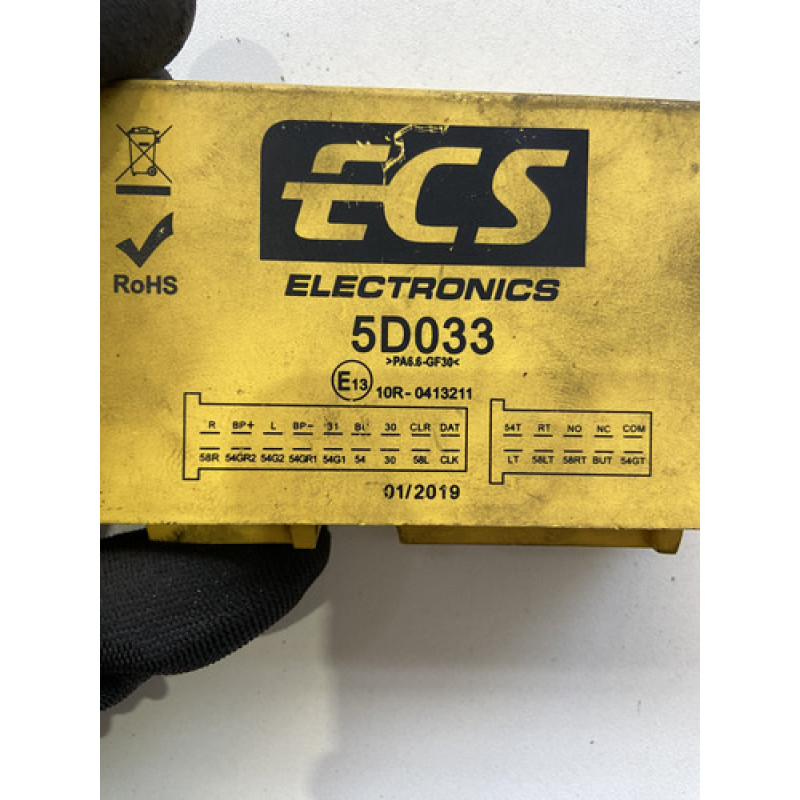 ECS
ELECTRONICS
RoHS
5D033
>PA6.6-GF30<
E13 10R-0413211
R BP+ L BP- 31 30 CLR DAT
58R 54GR2 54G2 54GR1 54G1 54 30 58L CLK
54T RT NO NC COM
LT 58LT 58RT BUT 54GT
01/2019